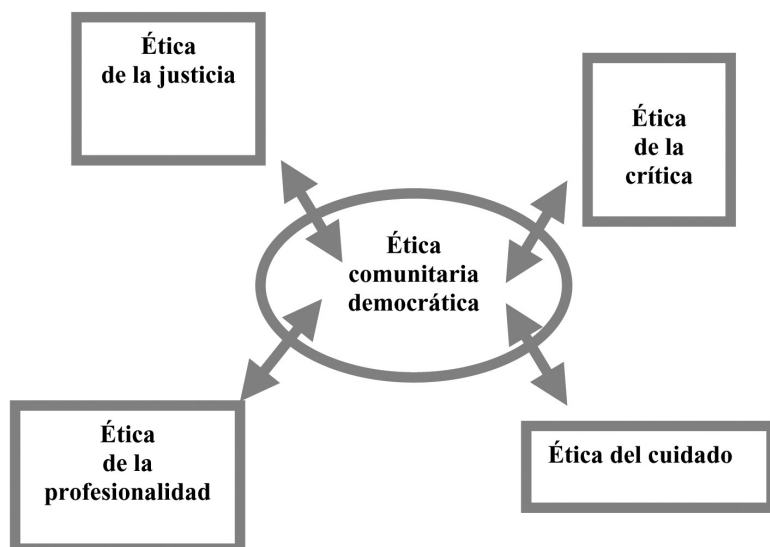 Ética
de la justicia
Ética
de la
crítica
Ética
comunitaria
democrática
Ética
de la
profesionalidad
Ética del cuidado